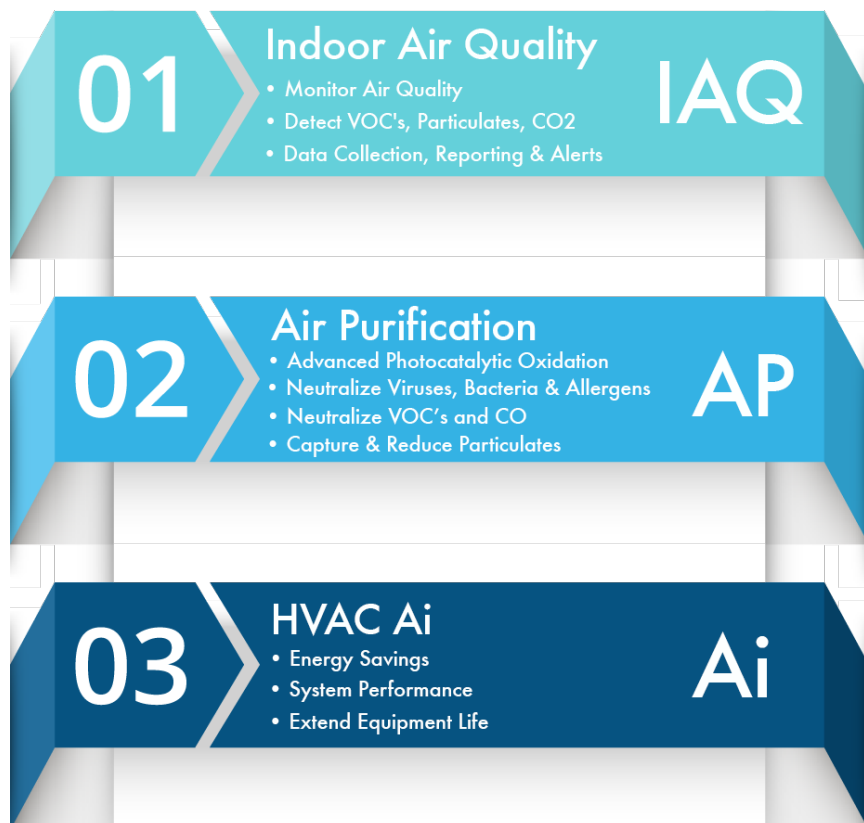 01
Indoor Air Quality
• Monitor Air Quality
• Detect VOC's, Particulates, CO2
• Data Collection, Reporting & Alerts
IAQ
02
Air Purification
• Advanced Photocatalytic Oxidation
• Neutralize Viruses, Bacteria & Allergens
• Neutralize VOC’s and CO
• Capture & Reduce Particulates
AP
03
HVAC Ai
• Energy Savings
• System Performance
• Extend Equipment Life
Ai